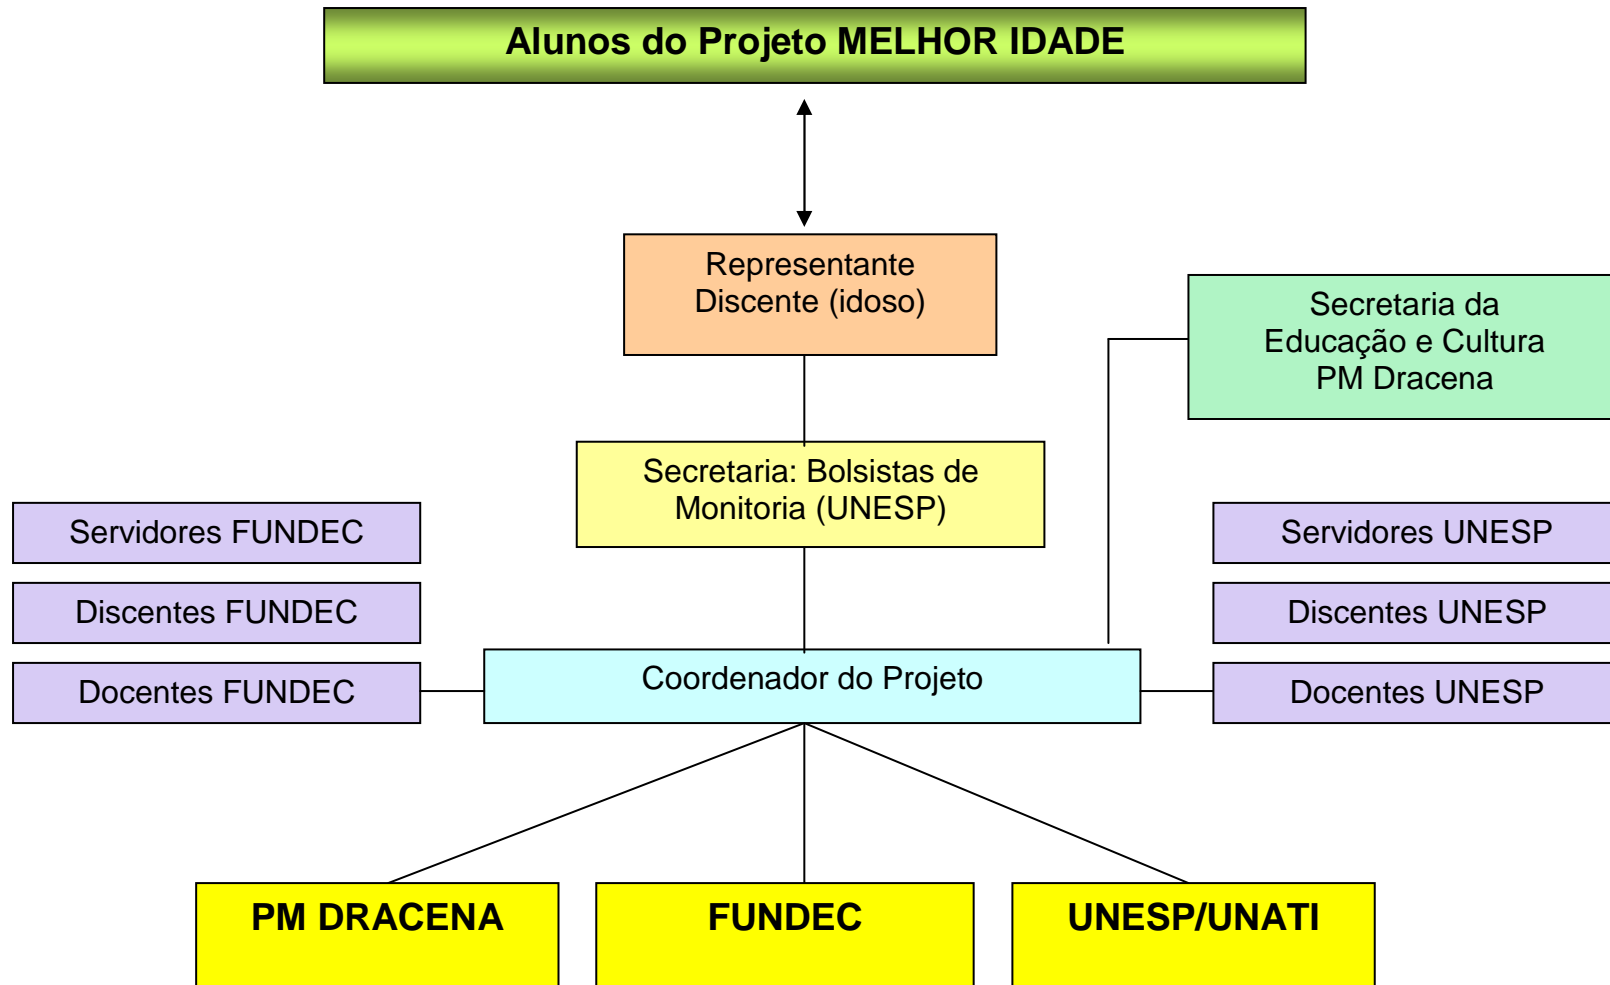 Alunos do Projeto MELHOR IDADE
Representante
Discente (idoso)
Secretaria da
Educação e Cultura
PM Dracena
Secretaria: Bolsistas de
Monitoria (UNESP)
Servidores FUNDEC
Servidores UNESP
Discentes FUNDEC
Discentes UNESP
Docentes FUNDEC
Coordenador do Projeto
Docentes UNESP
PM DRACENA
FUNDEC
UNESP/UNATI